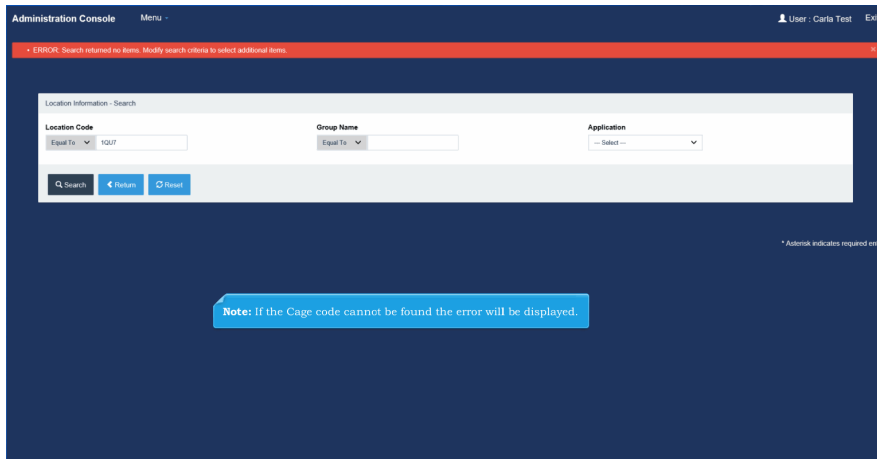 Administration Console Menu - User : Carla Test
• ERROR: Search returned no items. Modify search criteria to select additional items. ×
Location Information - Search
Location Code Group Name Application
Equal To 1QU7 Equal To --- Select ---
Search Return Reset
* Asterisk indicates required
Note: If the Cage code cannot be found the error will be displayed.